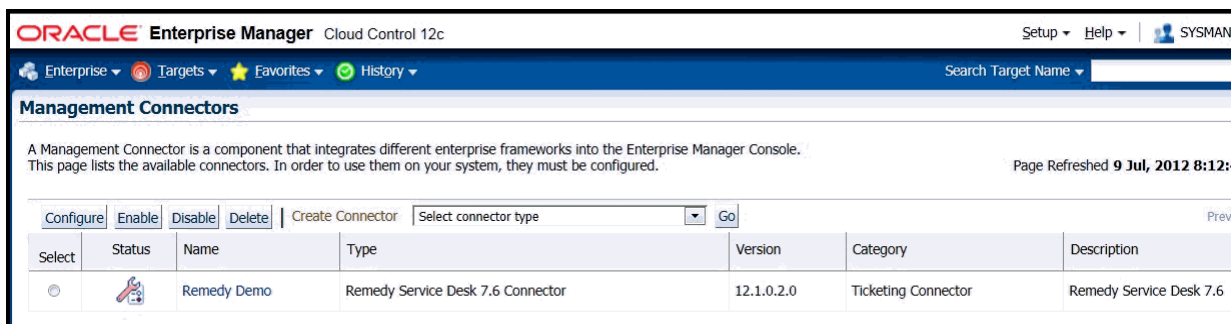 ORACLE Enterprise Manager Cloud Control 12c Setup Help SYSMAN
Enterprise Targets Favorites History Search Target Name
Management Connectors
A Management Connector is a component that integrates different enterprise frameworks into the Enterprise Manager Console.
This page lists the available connectors. In order to use them on your system, they must be configured. Page Refreshed 9 Jul, 2012 8:12:
Configure Enable Disable Delete Create Connector Select connector type Go Prev
Select Status Name Type Version Category Description
Remedy Demo Remedy Service Desk 7.6 Connector 12.1.0.2.0 Ticketing Connector Remedy Service Desk 7.6